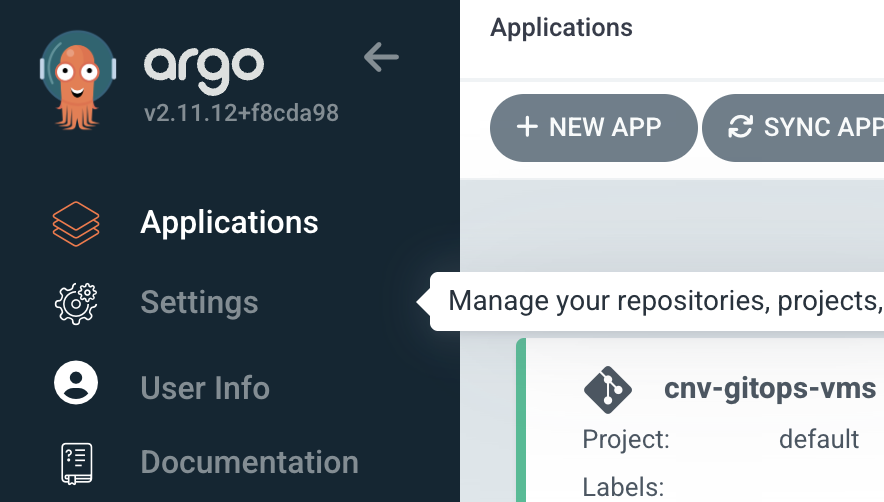 argo
v2.11.12+f8cda98
Applications
Settings
User Info
Documentation
Applications
NEW APP
SYNC APP
Manage your repositories, projects,
cnv-gitops-vms
Project: default
Labels: